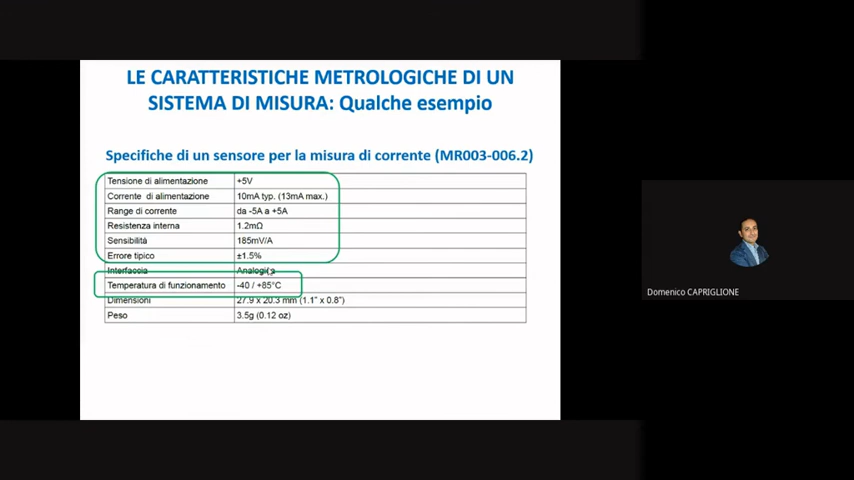 LE CARATTERISTICHE METROLOGICHE DI UN
SISTEMA DI MISURA: Qualche esempio
Specifiche di un sensore per la misura di corrente (MR003-006.2)
Tensione di alimentazione +5V
Corrente di alimentazione 10mA typ. (13mA max.)
Range di corrente da -5A a +5A
Resistenza interna 1.2mΩ
Sensibilità 185mV/A
Errore tipico ±1.5%
Interfaccia
Temperatura di funzionamento -40 / +85°C
Dimensioni 27.9 x 20.3 mm (1.1" x 0.8")
Peso 3.5g (0.12 oz)
Domenico CAPRIGLIONE